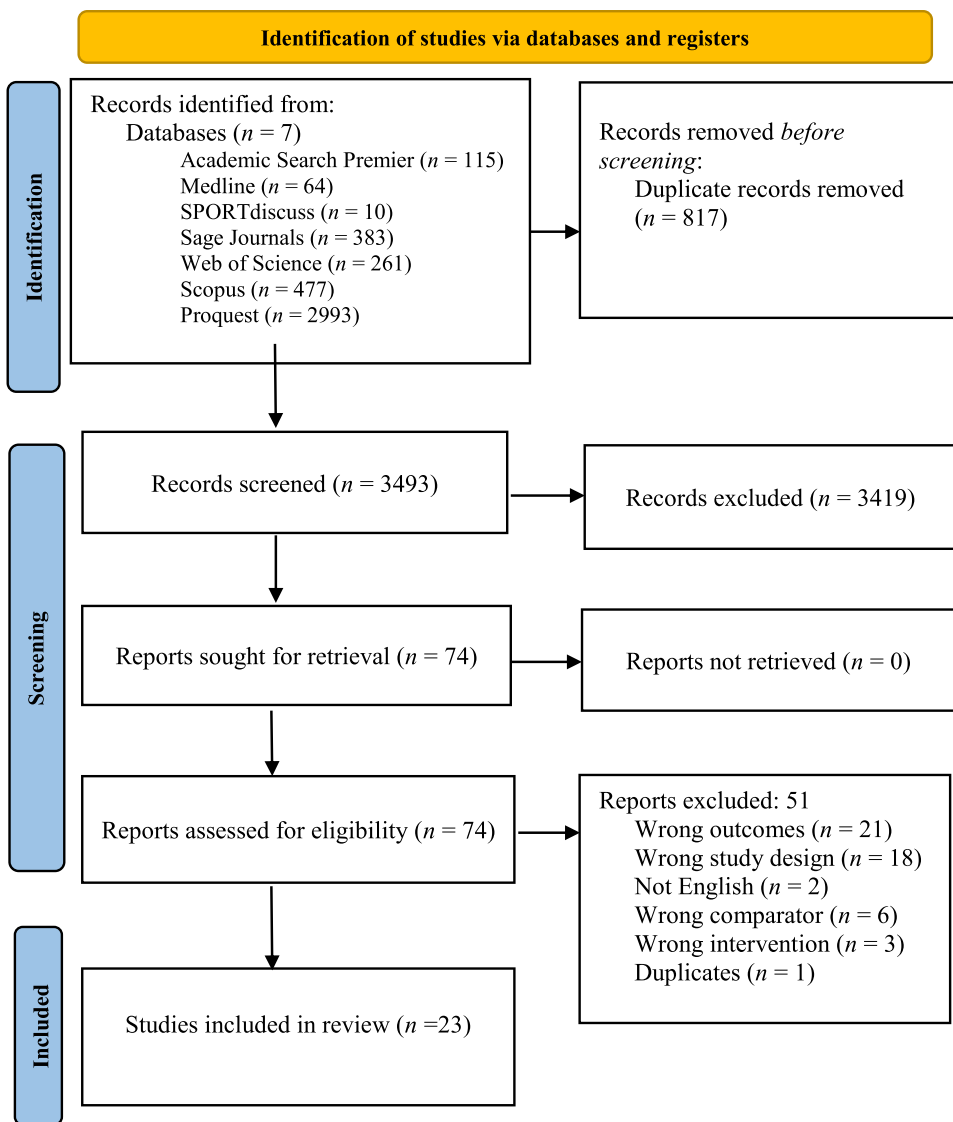 Identification of studies via databases and registers
Identification
Records identified from:
Databases (n = 7)
Academic Search Premier (n = 115)
Medline (n = 64)
SPORTdiscuss (n = 10)
Sage Journals (n = 383)
Web of Science (n = 261)
Scopus (n = 477)
Proquest (n = 2993)
Records removed before
screening:
Duplicate records removed
(n = 817)
Screening
Records screened (n = 3493)
Records excluded (n = 3419)
Reports sought for retrieval (n = 74)
Reports not retrieved (n = 0)
Reports assessed for eligibility (n = 74)
Reports excluded: 51
Wrong outcomes (n = 21)
Wrong study design (n = 18)
Not English (n = 2)
Wrong comparator (n = 6)
Wrong intervention (n = 3)
Duplicates (n = 1)
Included
Studies included in review (n =23)